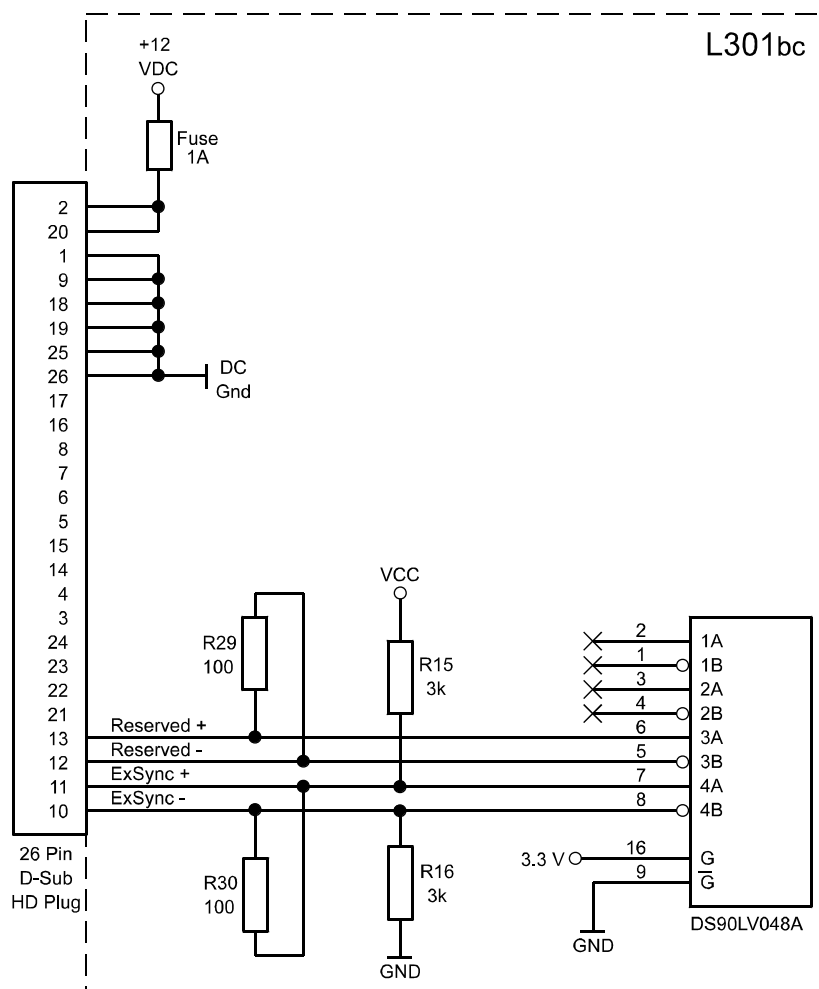 L301bc
+12
VDC
Fuse
1A
2
20
1
9
18
19
25
26
DC
Gnd
17
16
8
7
6
5
15
14
4
3
24
23
22
21
13
12
11
10
26 Pin
D-Sub
HD Plug
Reserved +
Reserved -
ExSync +
ExSync -
R29
100
VCC
R15
3k
R30
100
R16
3k
GND
2
1
3
4
6
5
7
8
16
9
1A
1B
2A
2B
3A
3B
4A
4B
G
G̅
3.3 V
GND
DS90LV048A